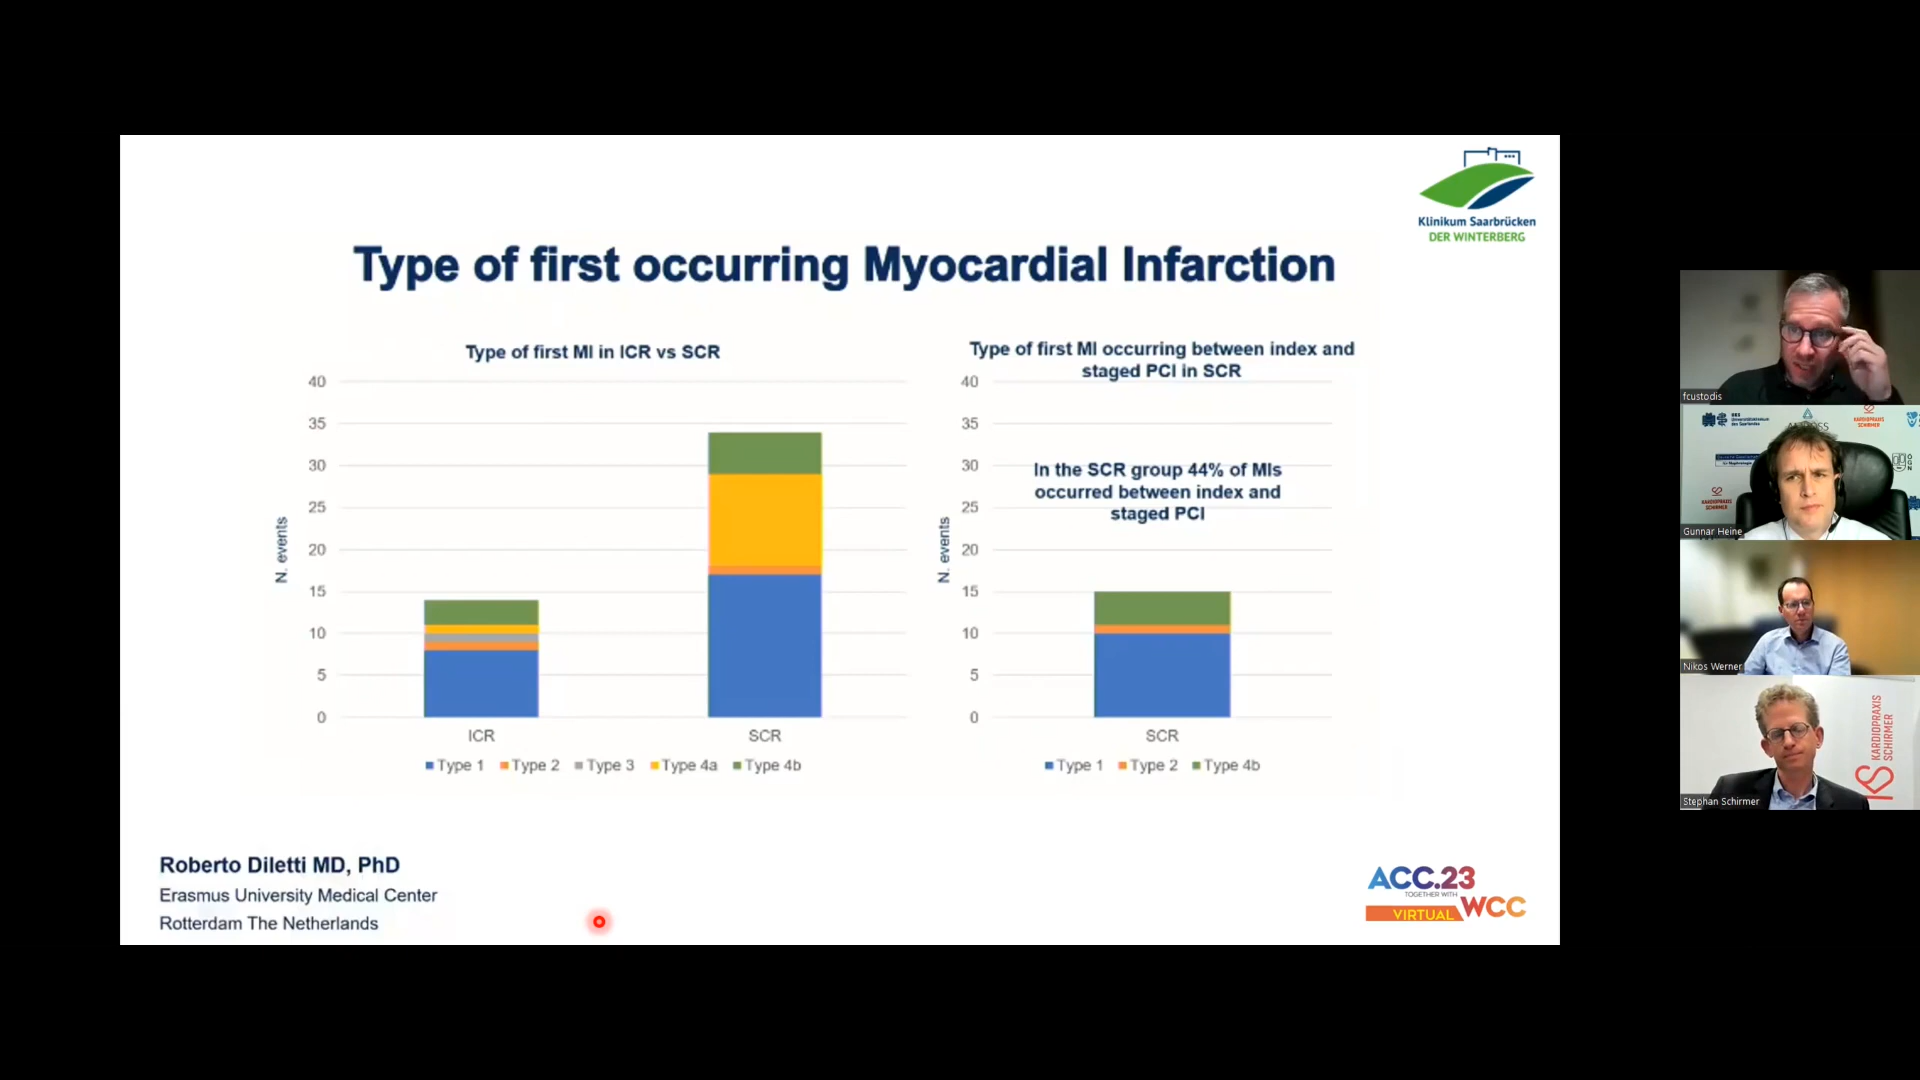 Klinikum Saarbrücken
DER WINTERBERG
Type of first occurring Myocardial Infarction
Type of first MI in ICR vs SCR
40
35
30
25
20
15
10
5
0
N. events
ICR
SCR
Type 1
Type 2
Type 3
Type 4a
Type 4b
Type of first MI occurring between index and
staged PCI in SCR
40
35
30
25
20
15
10
5
0
N. events
In the SCR group 44% of MIs
occurred between index and
staged PCI
SCR
Type 1
Type 2
Type 4b
Roberto Diletti MD, PhD
Erasmus University Medical Center
Rotterdam The Netherlands
ACC.23
TOGETHER WITH
WCC
VIRTUAL
fcustodis
KARDIOPRAXIS
SCHIRMER
Gunnar Heine
Nikos Werner
KARDIOPRAXIS
SCHIRMER
KS
Stephan Schirmer